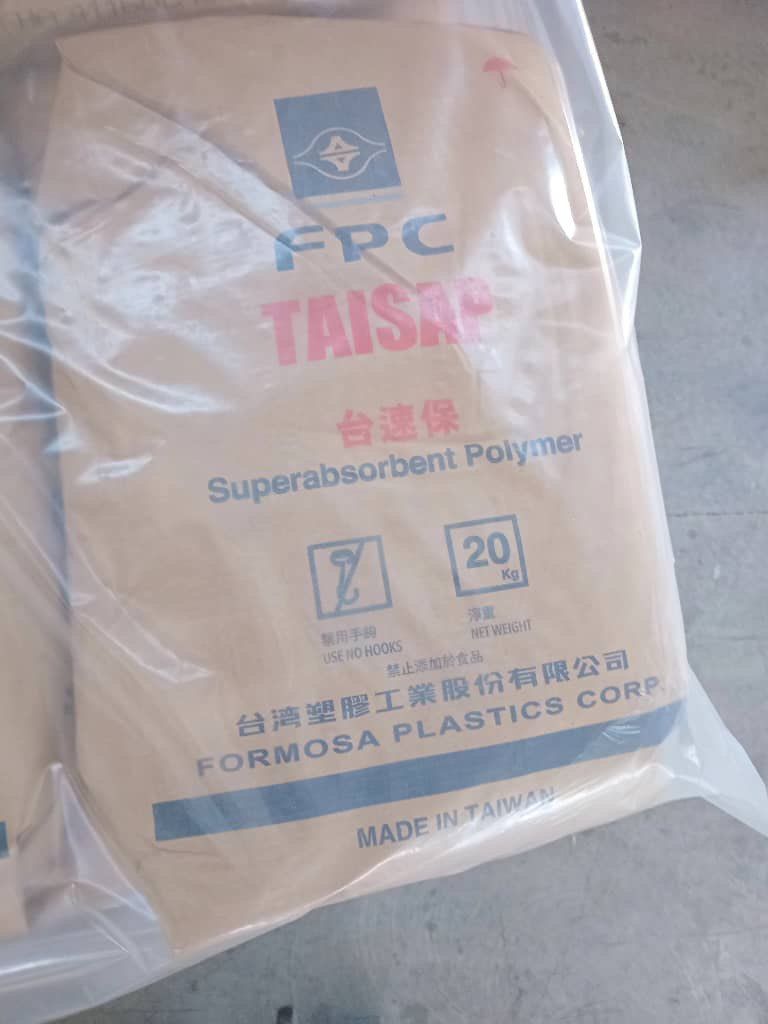 FPC
TAISAP
台速保
Superabsorbent Polymer
20
Kg
禁用手鈎
USE NO HOOKS
淨重
NET WEIGHT
禁止添加於食品
台湾塑膠工業股份有限公司
FORMOSA PLASTICS CORP.
MADE IN TAIWAN